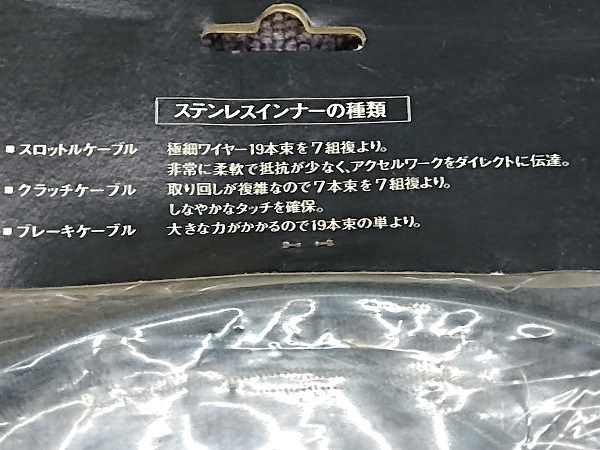 ステンレスインナーの種類
■スロットルケーブル 極細ワイヤー19本束を7組復より。
非常に柔軟で抵抗が少なく、アクセルワークをダイレクトに伝達。
■クラッチケーブル 取り回しが複雑なので7本束を7組復より。
しなやかなタッチを確保。
■ブレーキケーブル 大きな力がかかるので19本束の単より。